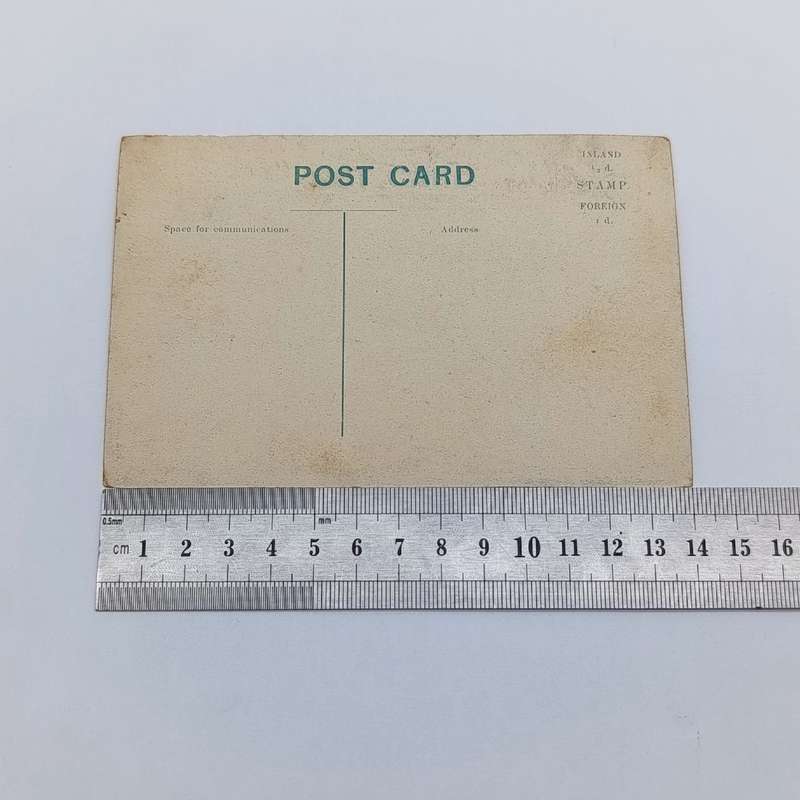 POST CARD
INLAND
½ d.
STAMP.
FOREIGN
1 d.
Space for communications
Address
0.5mm
mm
cm 1 2 3 4 5 6 7 8 9 10 11 12 13 14 15 16